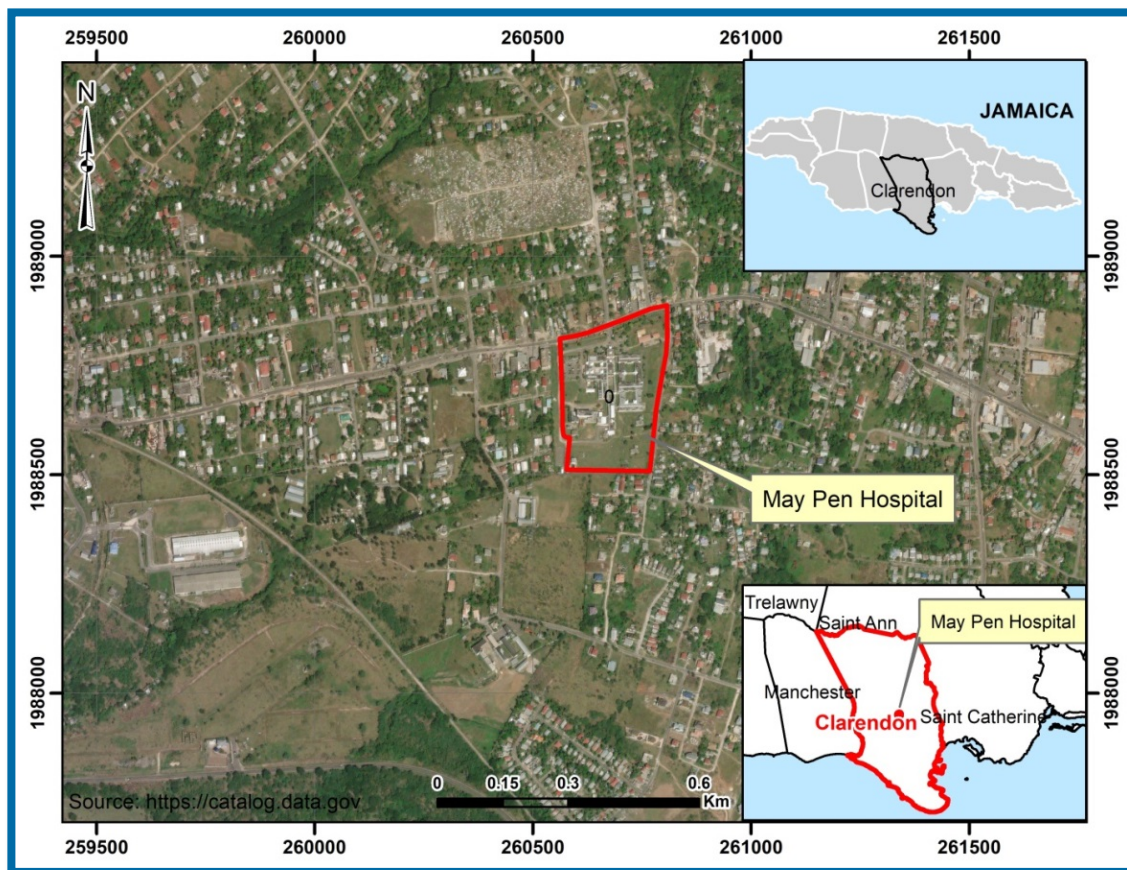 259500 260000 260500 261000 261500
N
JAMAICA
Clarendon
1989000 1989000
0
1988500 1988500
May Pen Hospital
Trelawny
Saint Ann
May Pen Hospital
1988000 1988000
Manchester
Clarendon
Saint Catherine
0 0.15 0.3 0.6
Km
Source: https://catalog.data.gov
259500 260000 260500 261000 261500